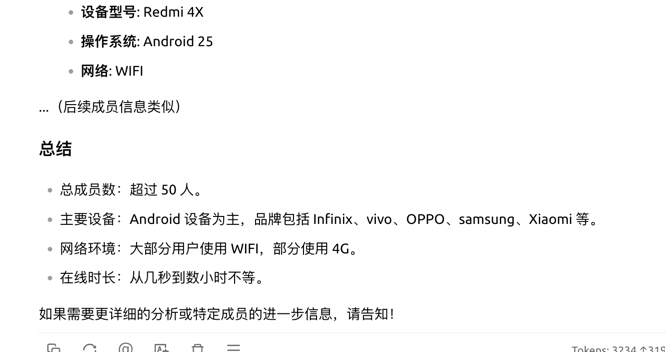 设备型号: Redmi 4X
操作系统: Android 25
网络: WIFI
...（后续成员信息类似）
总结
总成员数：超过 50 人。
主要设备：Android 设备为主，品牌包括 Infinix、vivo、OPPO、samsung、Xiaomi 等。
网络环境：大部分用户使用 WIFI，部分使用 4G。
在线时长：从几秒到数小时不等。
如果需要更详细的分析或特定成员的进一步信息，请告知！
Tokens: 3234 ↑319